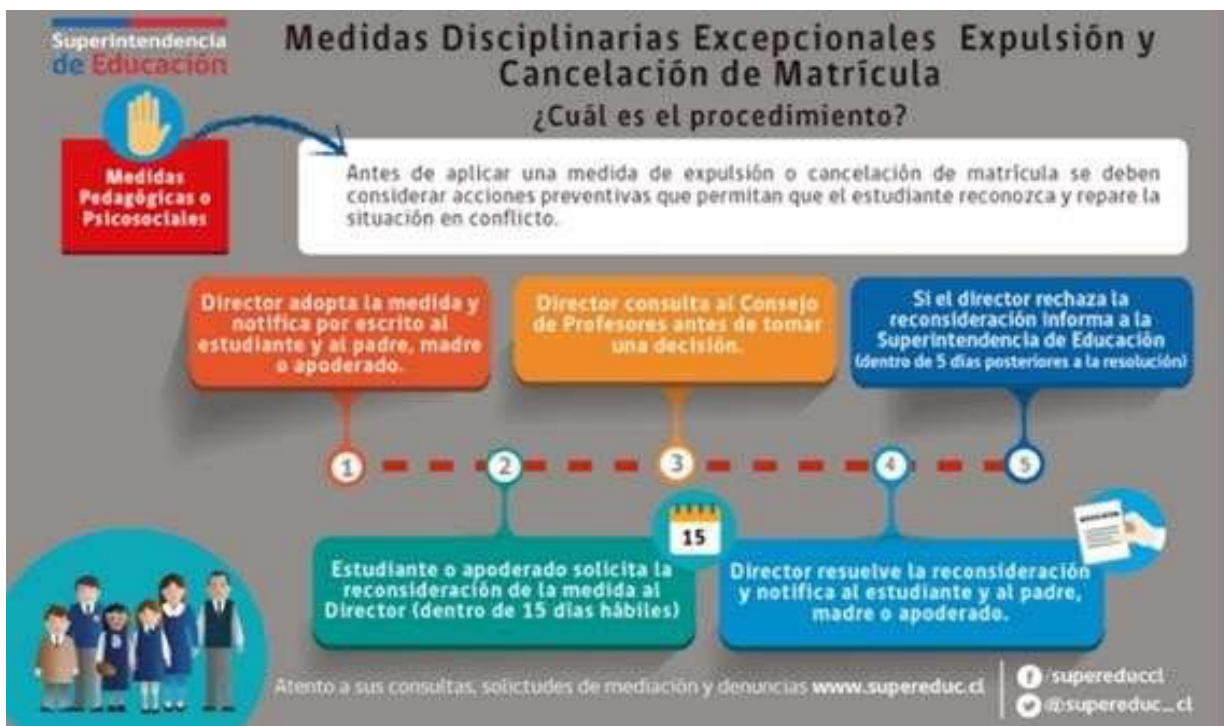 Superintendencia
de Educación
Medidas Disciplinarias Excepcionales Expulsión y
Cancelación de Matrícula
¿Cuál es el procedimiento?
Medidas
Pedagógicas o
Psicosociales
Antes de aplicar una medida de expulsión o cancelación de matrícula se deben
considerar acciones preventivas que permitan que el estudiante reconozca y repare la
situación en conflicto.
Director adopta la medida y
notifica por escrito al
estudiante y al padre, madre
o apoderado.
1
Estudiante o apoderado solicita la
reconsideración de la medida al
Director (dentro de 15 dias hábiles)
2
15
Director consulta al Consejo
de Profesores antes de tomar
una decisión.
3
Director resuelve la reconsideración
y notifica al estudiante y al padre,
madre o apoderado.
4
Si el director rechaza la
reconsideración informa a la
Superintendencia de Educación
(dentro de 5 dias posteriores a la resolución)
5
Atento a sus consultas, solictudes de mediación y denuncias www.supereduc.cl
/supereduccl
@supereduc_cl